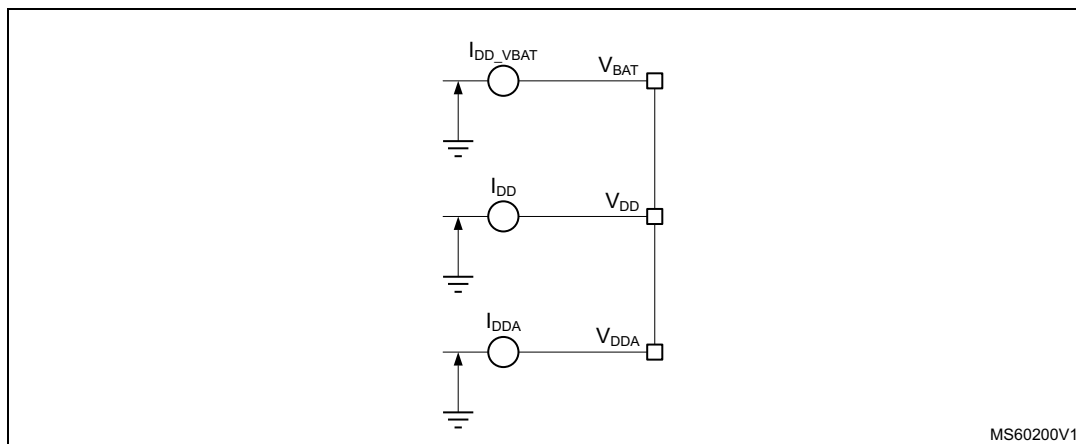 I_DD_VBAT
V_BAT
I_DD
V_DD
I_DDA
V_DDA
MS60200V1